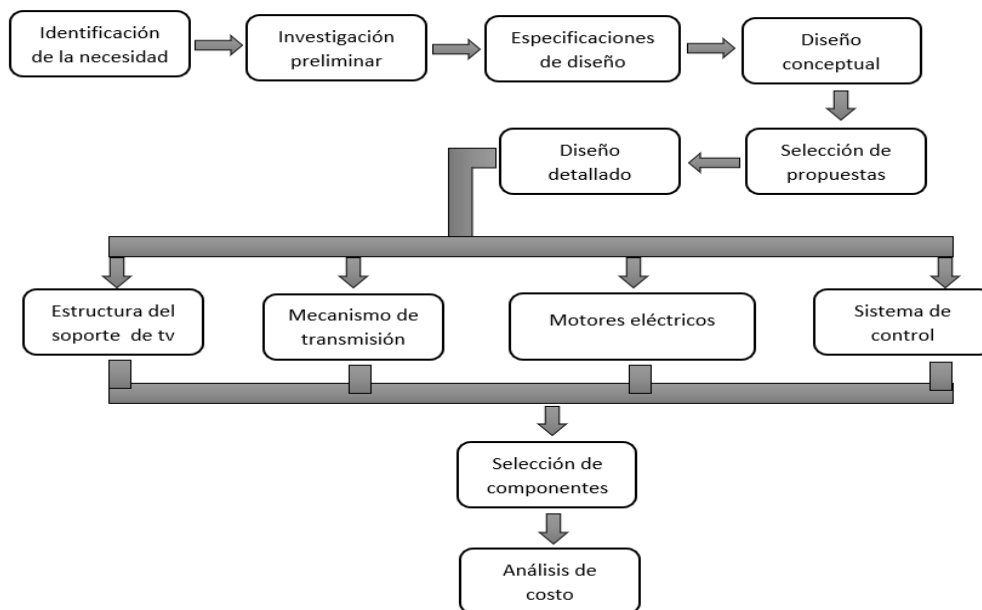 Identificación
de la necesidad
Investigación
preliminar
Especificaciones
de diseño
Diseño
conceptual
Selección de
propuestas
Diseño
detallado
Estructura del
soporte de tv
Mecanismo de
transmisión
Motores eléctricos
Sistema de
control
Selección de
componentes
Análisis de
costo